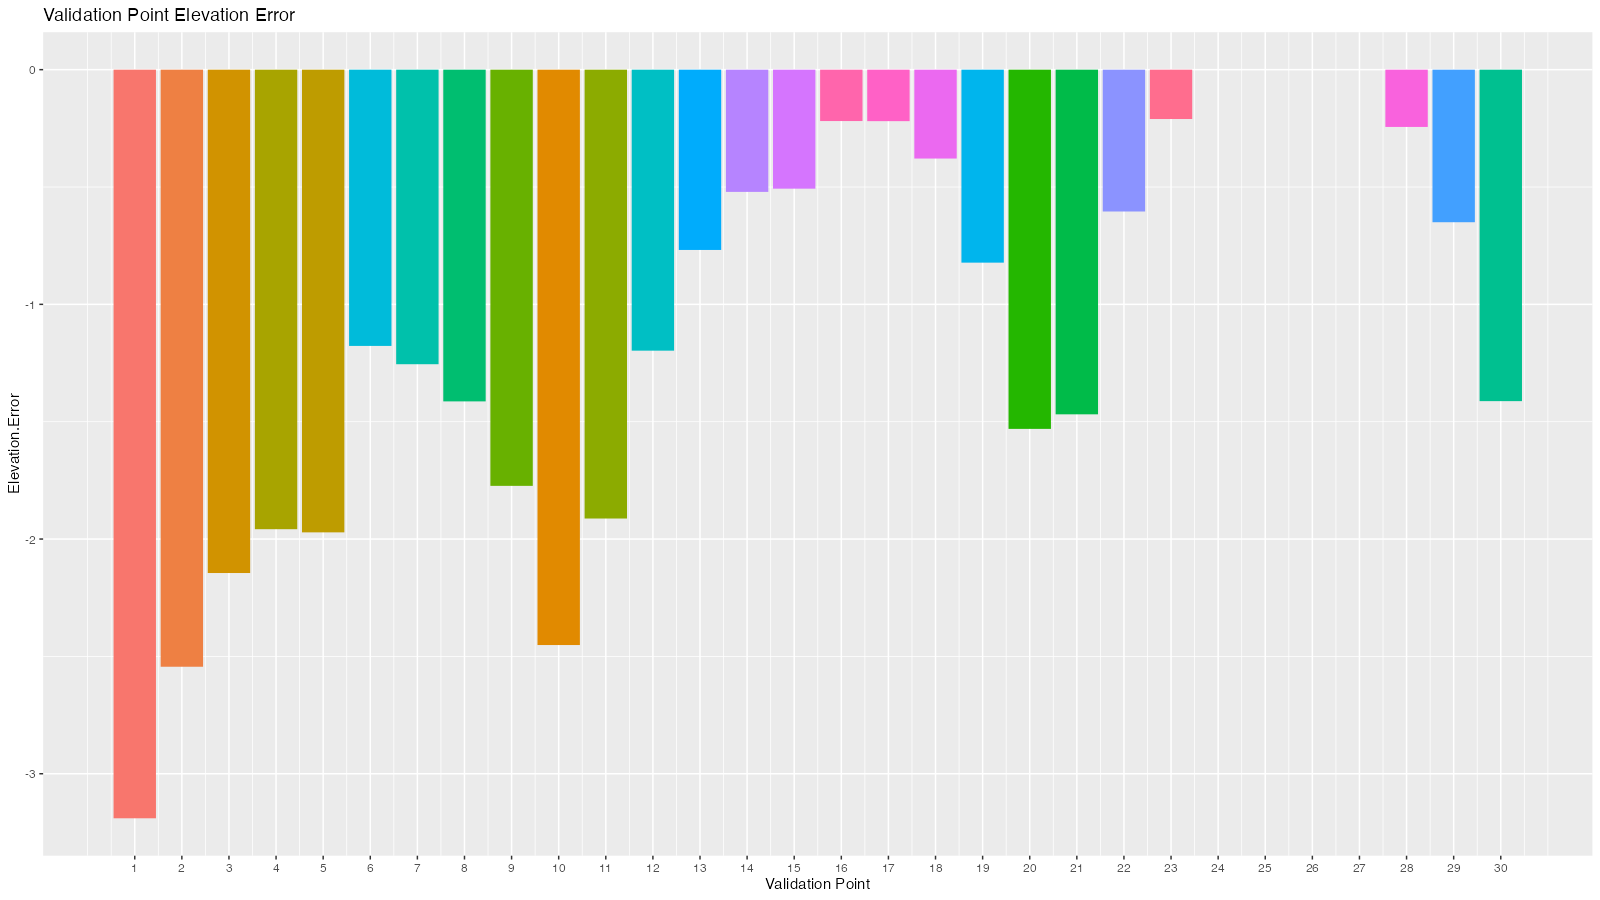 Validation Point Elevation Error
0
-1
-2
-3
Elevation.Error
1 2 3 4 5 6 7 8 9 10 11 12 13 14 15 16 17 18 19 20 21 22 23 24 25 26 27 28 29 30
Validation Point